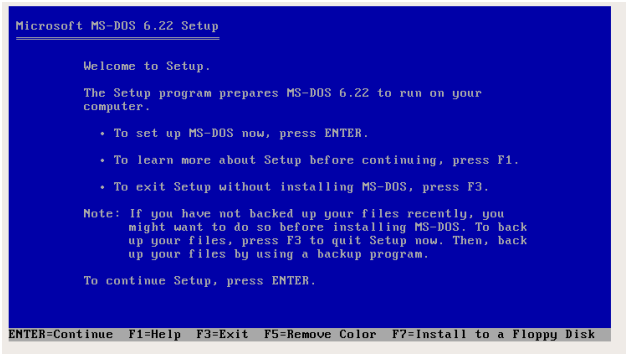 Microsoft MS-DOS 6.22 Setup
Welcome to Setup.
The Setup program prepares MS-DOS 6.22 to run on your
computer.
• To set up MS-DOS now, press ENTER.
• To learn more about Setup before continuing, press F1.
• To exit Setup without installing MS-DOS, press F3.
Note: If you have not backed up your files recently, you
might want to do so before installing MS-DOS. To back
up your files, press F3 to quit Setup now. Then, back
up your files by using a backup program.
To continue Setup, press ENTER.
ENTER=Continue F1=Help F3=Exit F5=Remove Color F7=Install to a Floppy Disk